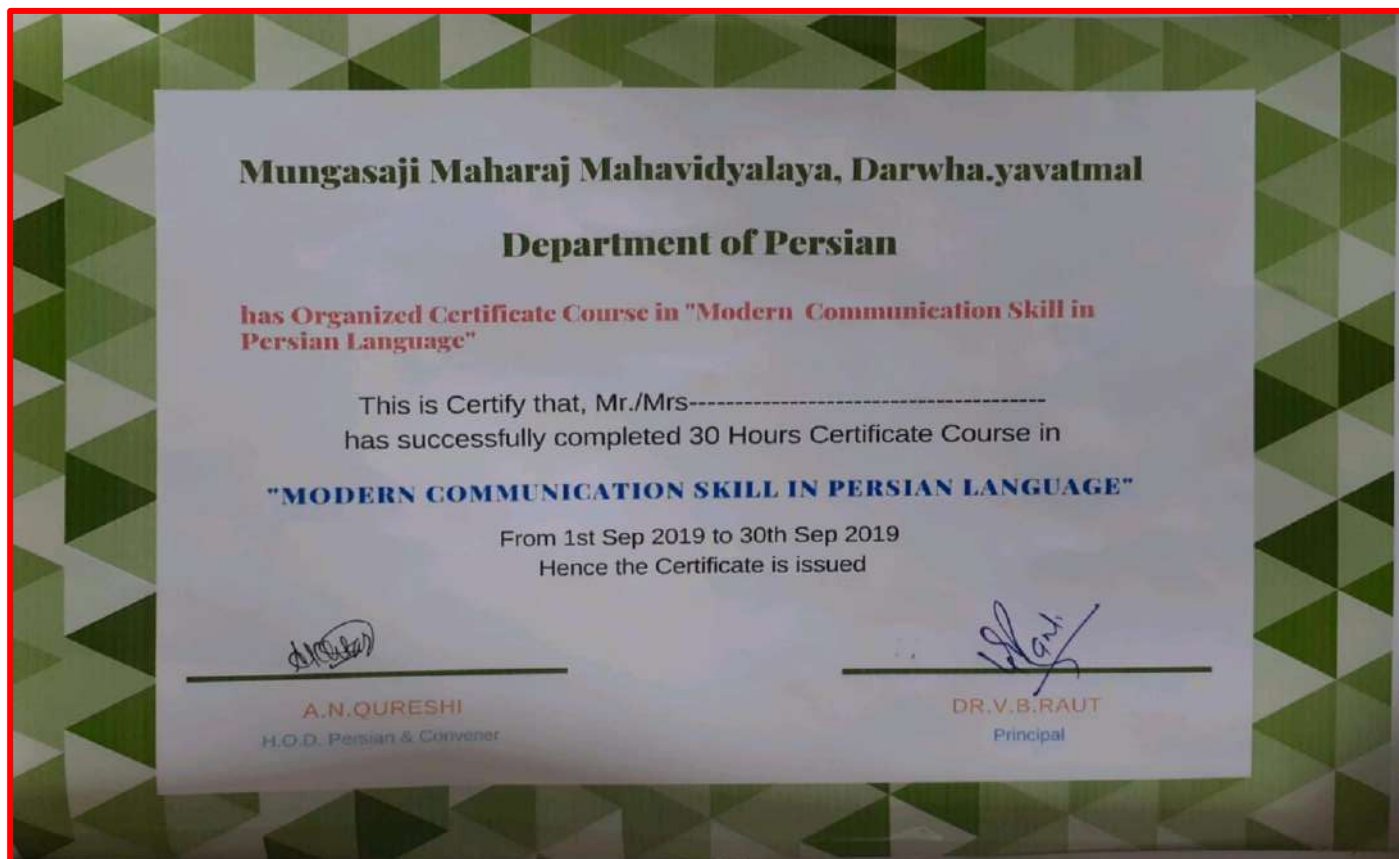 Mungasaji Maharaj Mahavidyalaya, Darwha.yavatmal
Department of Persian
has Organized Certificate Course in "Modern Communication Skill in
Persian Language"
This is Certify that, Mr./Mrs---------------------------------------
has successfully completed 30 Hours Certificate Course in
"MODERN COMMUNICATION SKILL IN PERSIAN LANGUAGE"
From 1st Sep 2019 to 30th Sep 2019
Hence the Certificate is issued
A.N.QURESHI
H.O.D. Persian & Convener
DR.V.B.RAUT
Principal